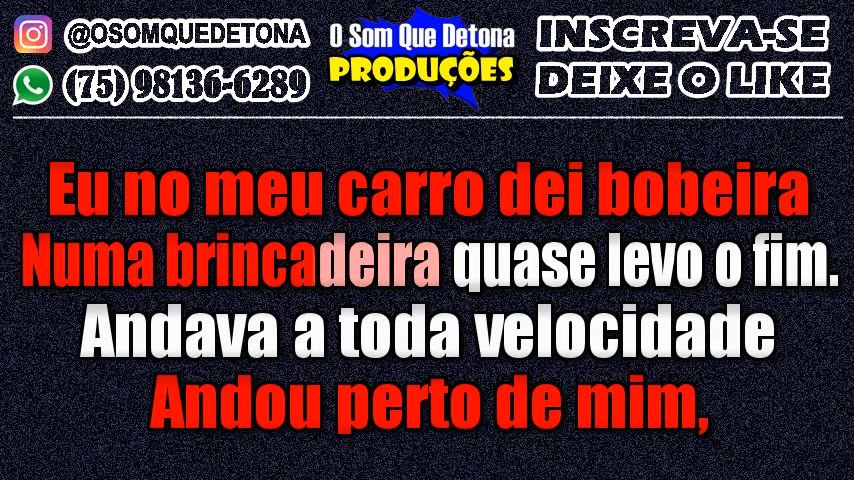 @OSOMQUEDETONA
(75) 98136-6289
O Som Que Detona
PRODUÇÕES
INSCREVA-SE
DEIXE O LIKE
Eu no meu carro dei bobeira
Numa brincadeira quase levo o fim.
Andava a toda velocidade
Andou perto de mim,